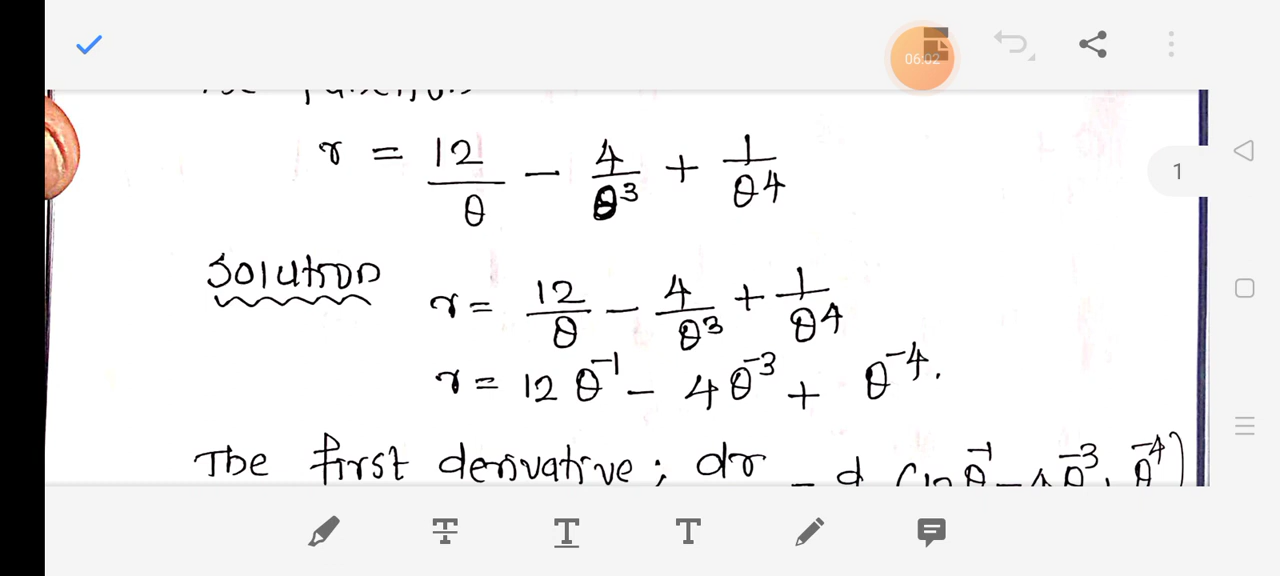 06:02
1
r = 12/θ - 4/θ³ + 1/θ⁴
Solution
r = 12/θ - 4/θ³ + 1/θ⁴
r = 12θ⁻¹ - 4θ⁻³ + θ⁻⁴.
The first derivative; dr